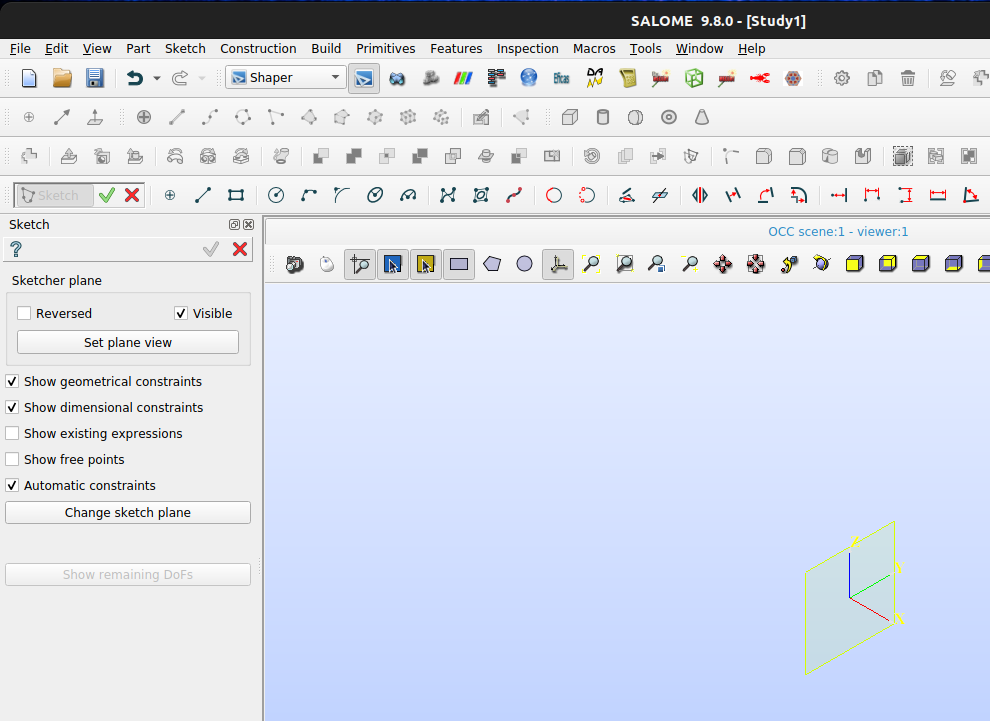 SALOME 9.8.0 - [Study1]
File Edit View Part Sketch Construction Build Primitives Features Inspection Macros Tools Window Help
Shaper
Sketch
Sketch
OCC scene:1 - viewer:1
Sketcher plane
Reversed Visible
Set plane view
Show geometrical constraints
Show dimensional constraints
Show existing expressions
Show free points
Automatic constraints
Change sketch plane
Show remaining DoFs
Z
Y
X